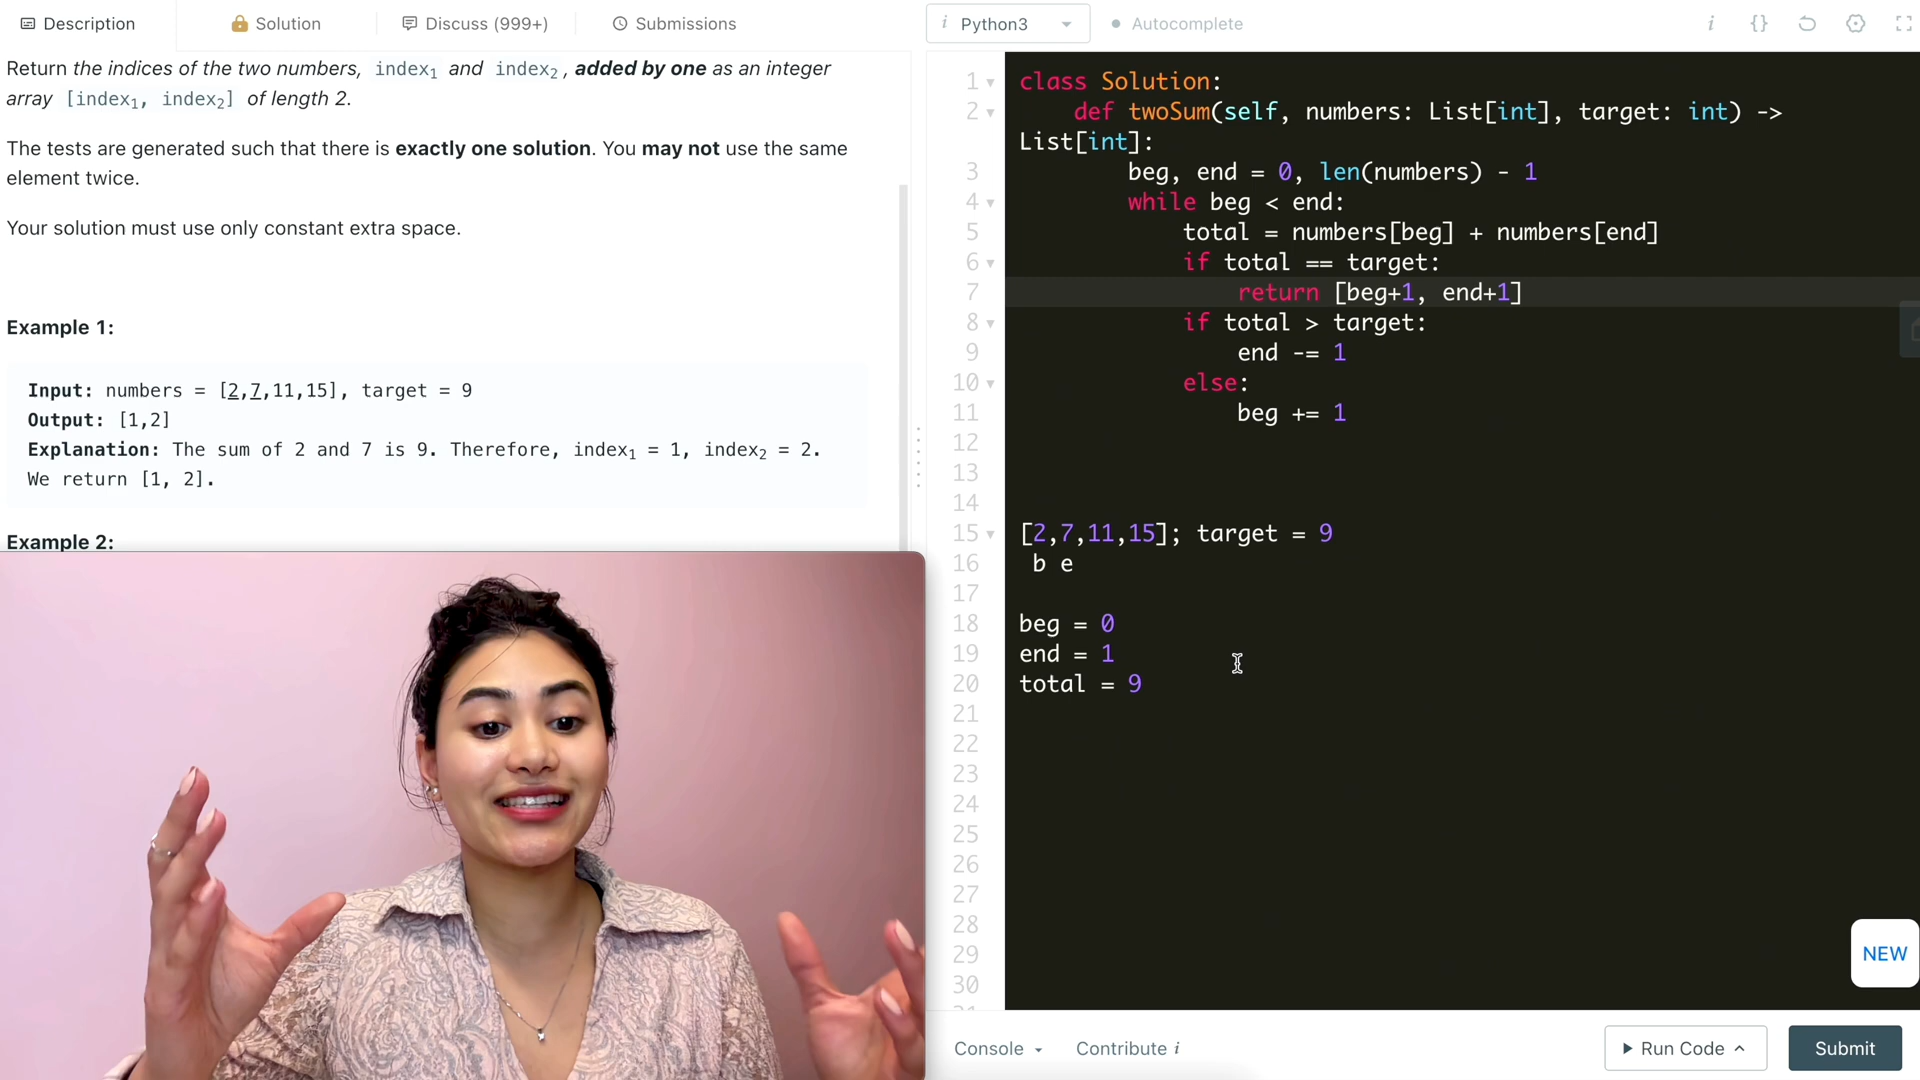 Description
Solution
Discuss (999+)
Submissions
i Python3
Autocomplete
i {}
Return the indices of the two numbers, index1 and index2, added by one as an integer
array [index1, index2] of length 2.
The tests are generated such that there is exactly one solution. You may not use the same
element twice.
Your solution must use only constant extra space.
Example 1:
Input: numbers = [2,7,11,15], target = 9
Output: [1,2]
Explanation: The sum of 2 and 7 is 9. Therefore, index1 = 1, index2 = 2.
We return [1, 2].
Example 2:
1 class Solution:
2 def twoSum(self, numbers: List[int], target: int) ->
List[int]:
3 beg, end = 0, len(numbers) - 1
4 while beg < end:
5 total = numbers[beg] + numbers[end]
6 if total == target:
7 return [beg+1, end+1]
8 if total > target:
9 end -= 1
10 else:
11 beg += 1
12
13
14
15 [2,7,11,15]; target = 9
16 b e
17
18 beg = 0
19 end = 1
20 total = 9
21
22
23
24
25
26
27
28
29
30
NEW
Console
Contribute i
Run Code
Submit